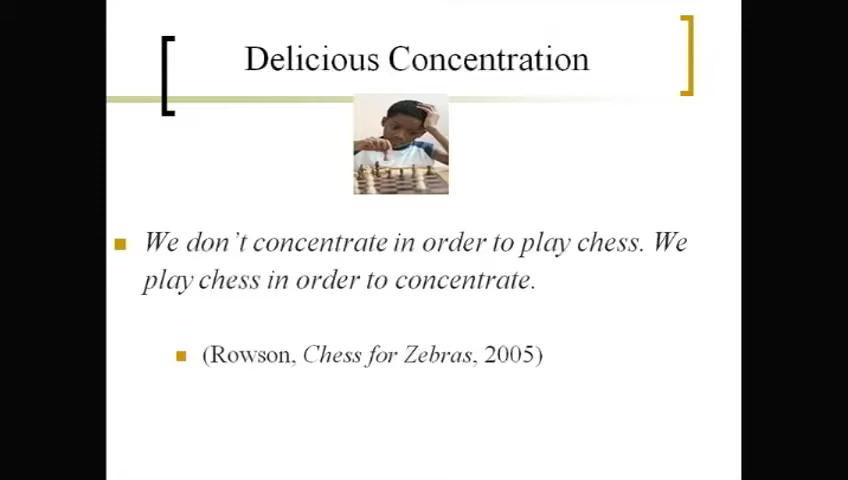 Delicious Concentration
We don't concentrate in order to play chess. We
play chess in order to concentrate.
(Rowson, Chess for Zebras, 2005)